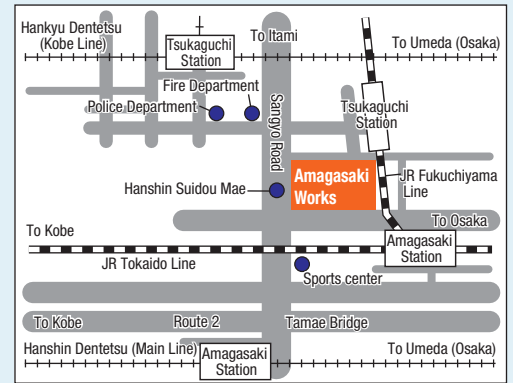 Hankyu Dentetsu
(Kobe Line)
Tsukaguchi
Station
To Itami
To Umeda (Osaka)
Fire Department
Police Department
Sangyo Road
Tsukaguchi
Station
Hanshin Suidou Mae
Amagasaki
Works
JR Fukuchiyama
Line
To Kobe
To Osaka
JR Tokaido Line
Amagasaki
Station
Sports center
To Kobe
Route 2
Tamae Bridge
Hanshin Dentetsu (Main Line)
Amagasaki
Station
To Umeda (Osaka)